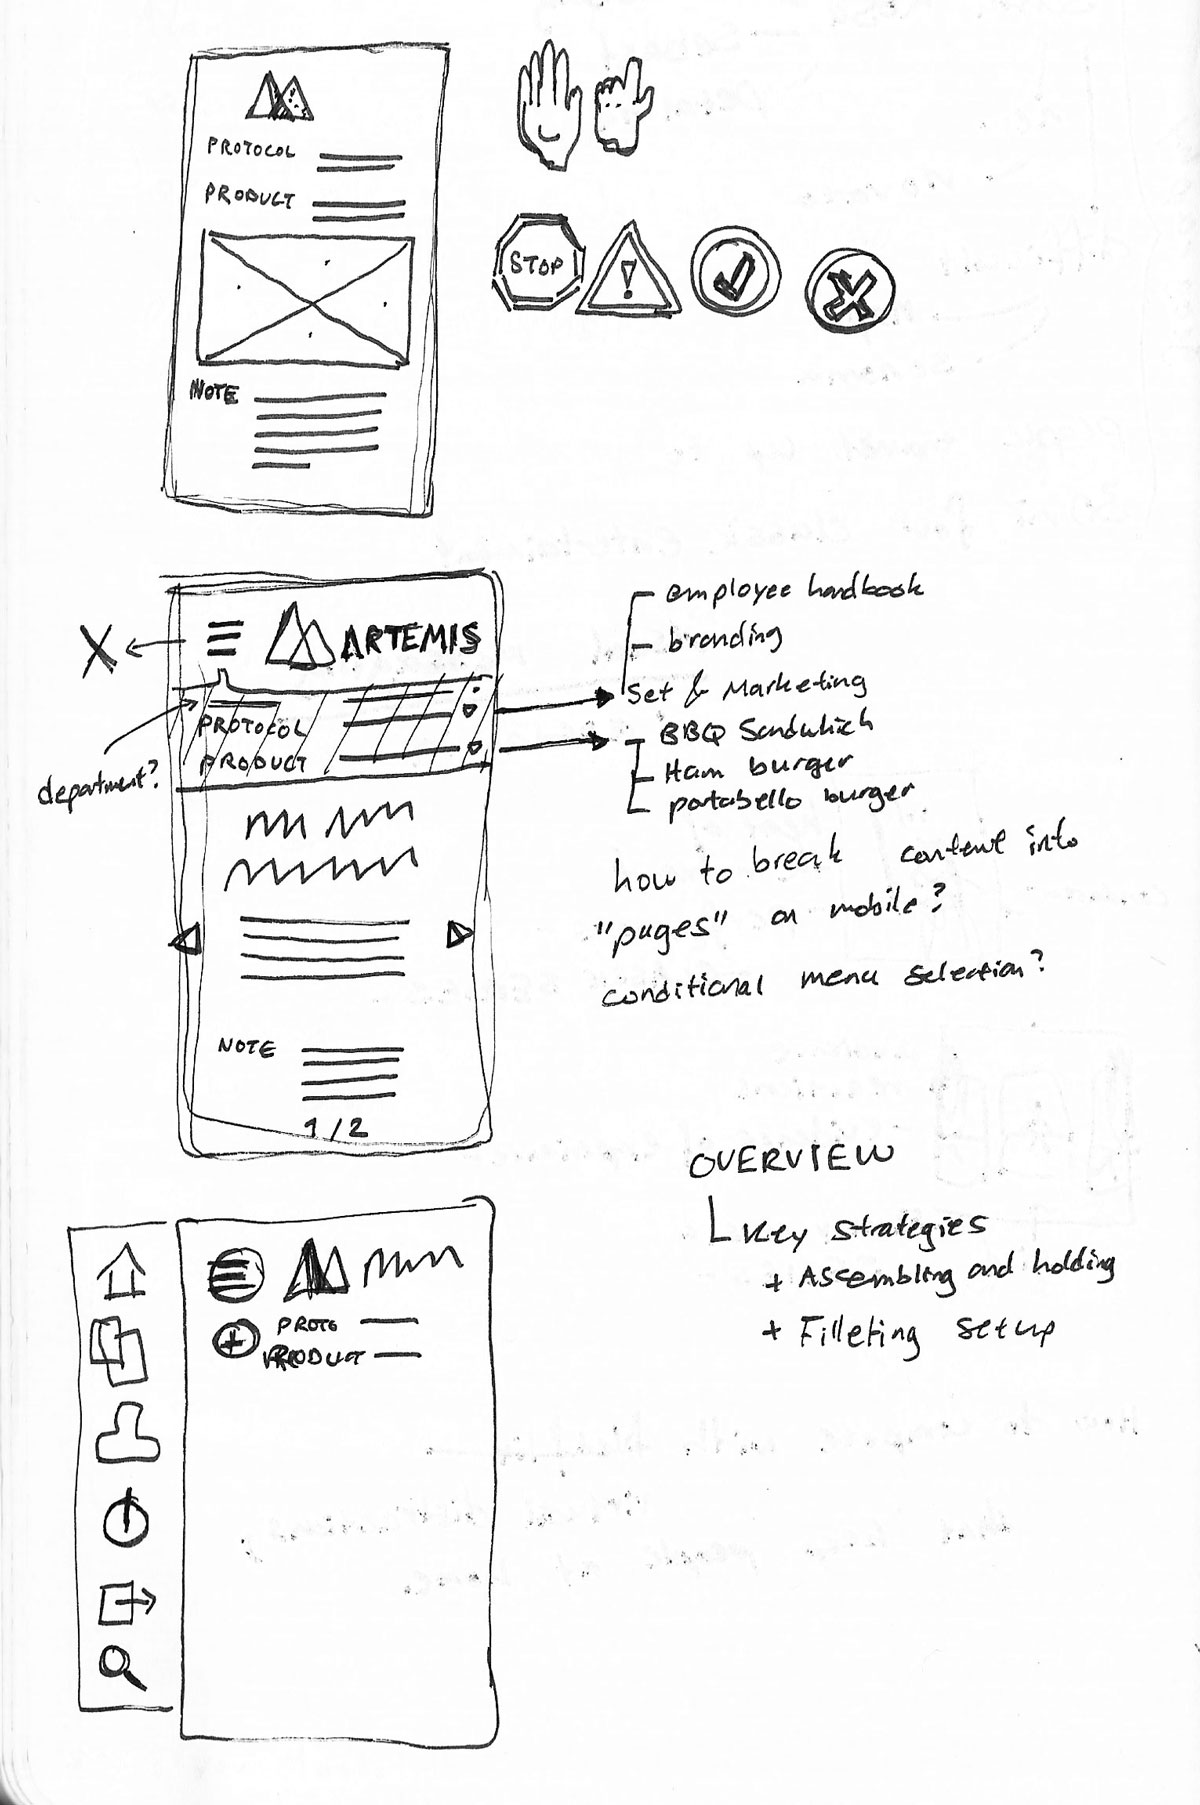 PROTOCOL
PRODUCT
NOTE
STOP
!
X
ARTEMIS
PROTOCOL
PRODUCT
department?
employee handbook
branding
Set & Marketing
BBQ Sandwhich
Ham burger
portabello burger
how to break content into
"pages" on mobile?
conditional menu selection?
NOTE
1/2
OVERVIEW
Key strategies
+ Assembling and holding
+ Filleting setup
PROTO
PRODUCT